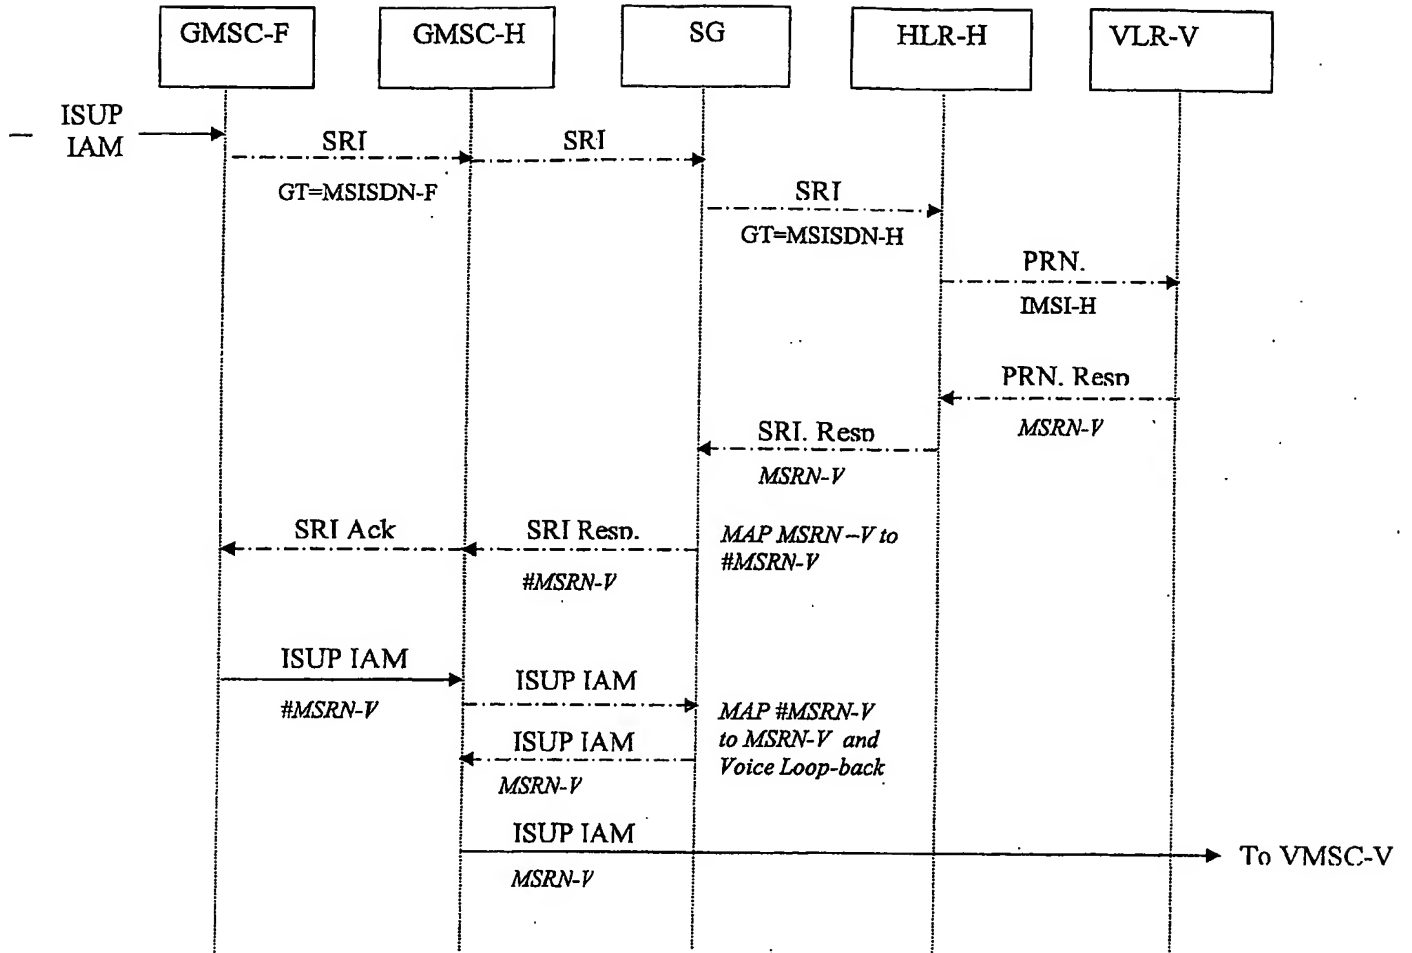 GMSC-F
GMSC-H
SG
HLR-H
VLR-V
ISUP
IAM
SRI
SRI
GT=MSISDN-F
SRI
GT=MSISDN-H
PRN.
IMSI-H
PRN. Resp
MSRN-V
SRI. Resp
MSRN-V
SRI Ack
SRI Resp.
#MSRN-V
MAP MSRN–V to
#MSRN-V
ISUP IAM
#MSRN-V
ISUP IAM
MAP #MSRN-V
to MSRN-V and
Voice Loop-back
ISUP IAM
MSRN-V
ISUP IAM
MSRN-V
To VMSC-V